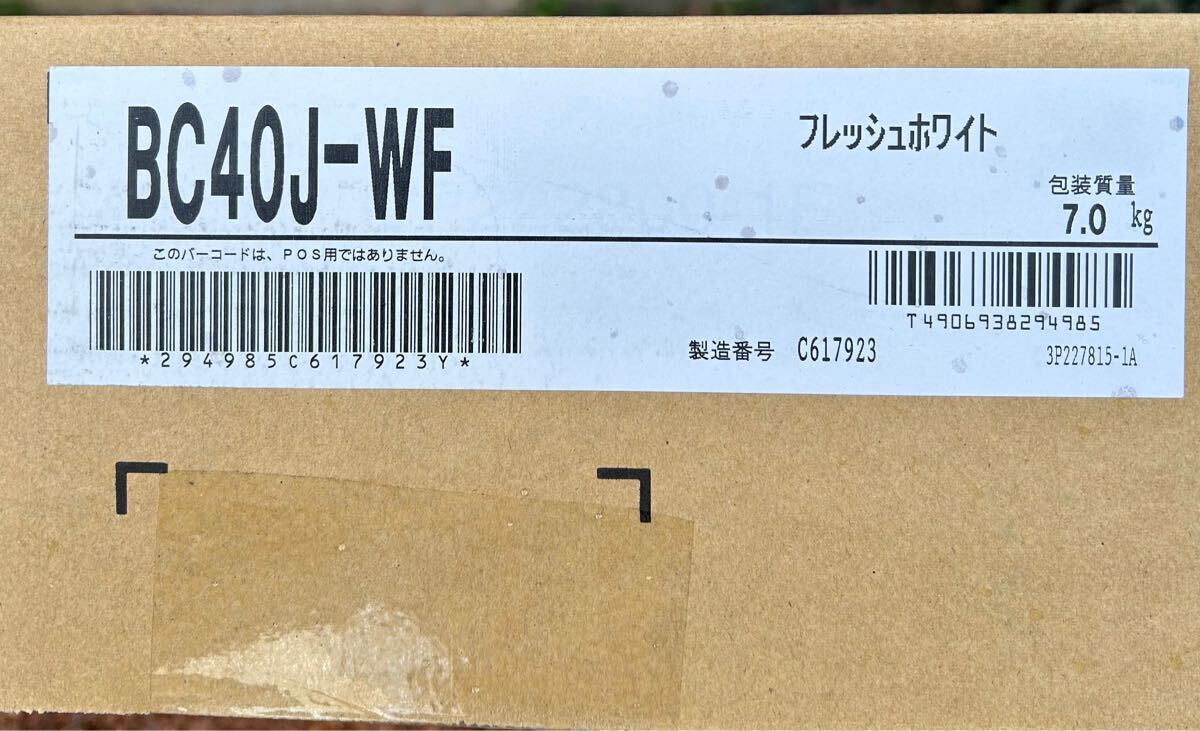 BC40J-WF
フレッシュホワイト
包装質量
7.0 kg
このバーコードは、POS用ではありません。
*294985C617923Y*
T4906938294985
製造番号 C617923
3P227815-1A